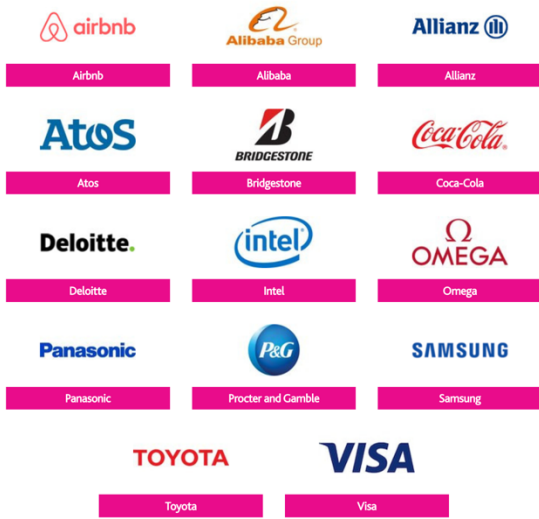 airbnb
Alibaba Group
Allianz
Airbnb
Alibaba
Allianz
Atos
BRIDGESTONE
Coca-Cola
Atos
Bridgestone
Coca-Cola
Deloitte.
intel
Ω
OMEGA
Deloitte
Intel
Omega
Panasonic
P&G
SAMSUNG
Panasonic
Procter and Gamble
Samsung
TOYOTA
VISA
Toyota
Visa